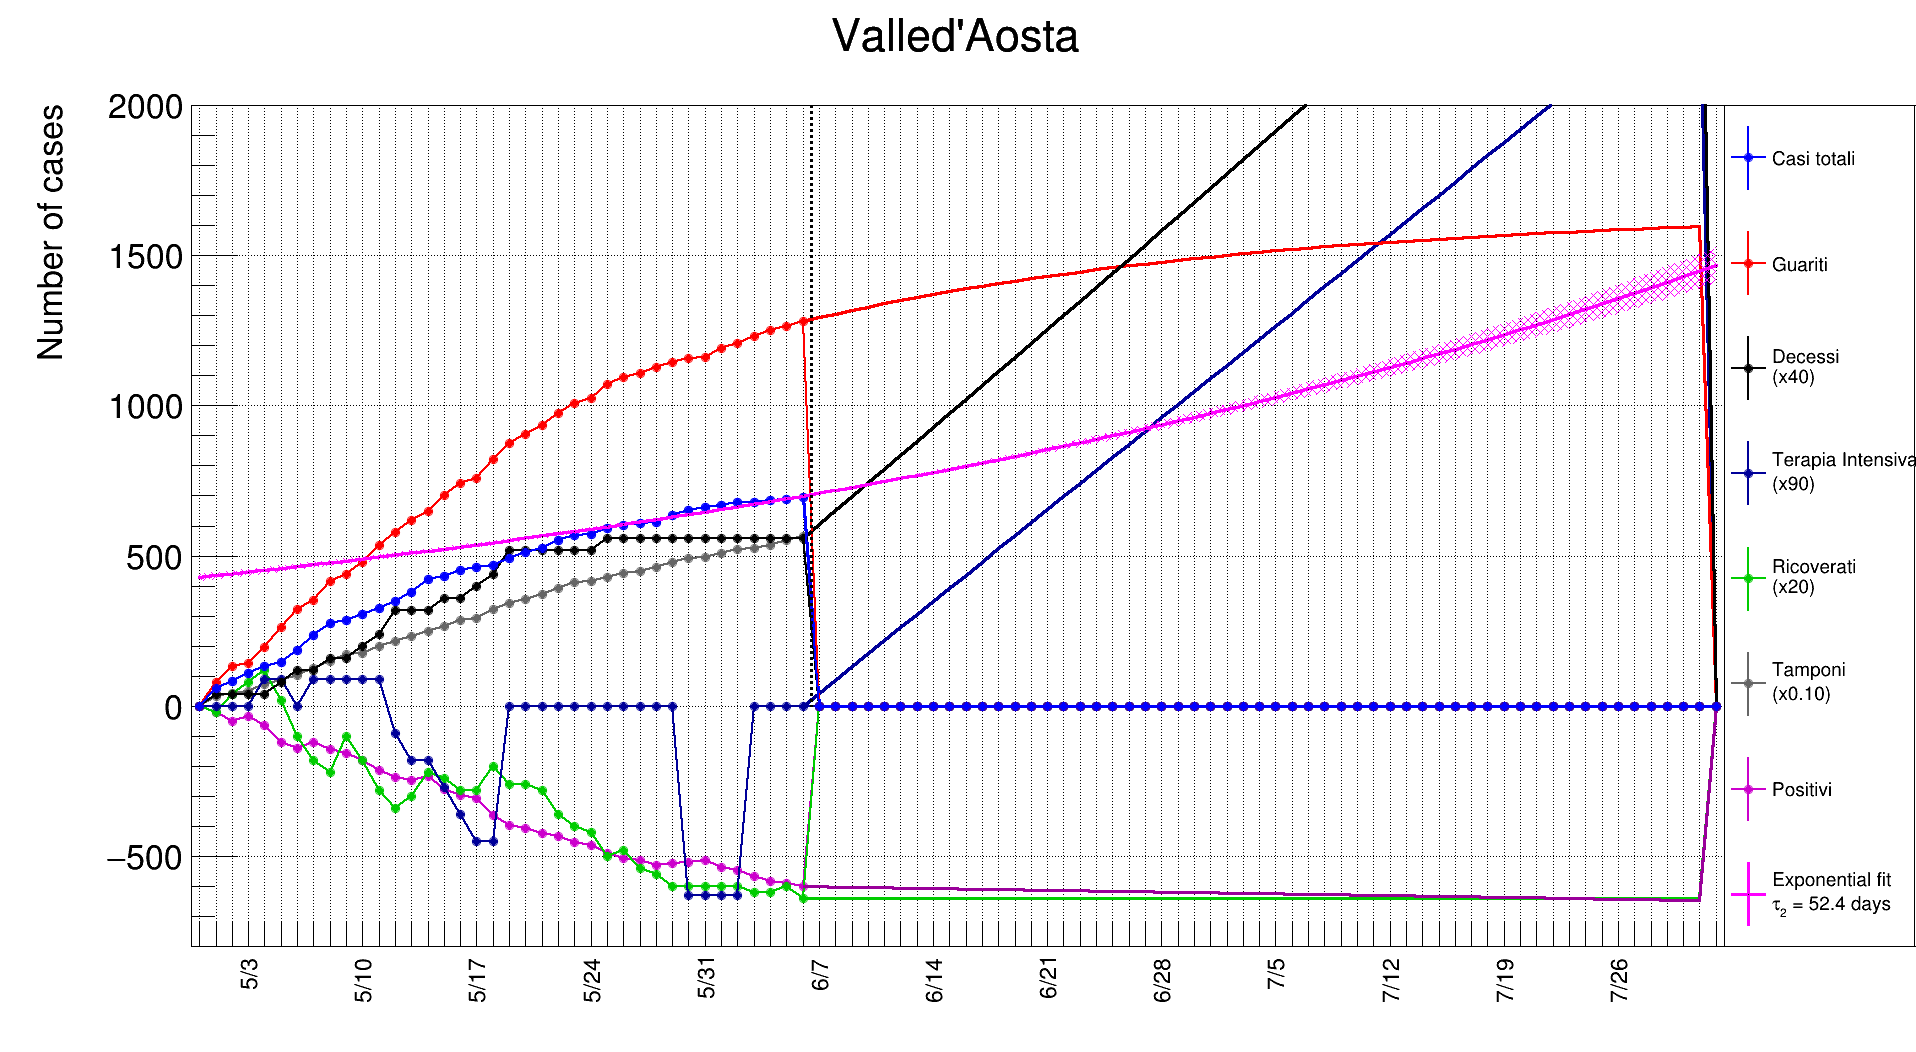 Valled'Aosta
Number of cases
2000
1500
1000
500
0
−500
5/3
5/10
5/17
5/24
5/31
6/7
6/14
6/21
6/28
7/5
7/12
7/19
7/26
Casi totali
Guariti
Decessi
(x40)
Terapia Intensiva
(x90)
Ricoverati
(x20)
Tamponi
(x0.10)
Positivi
Exponential fit
τ2 = 52.4 days